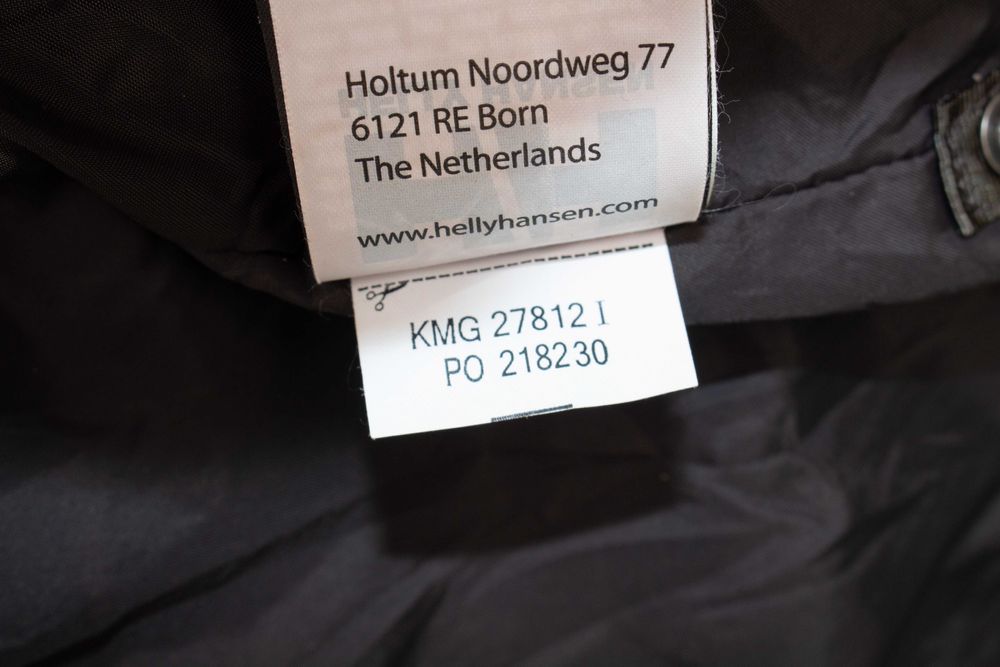 Holtum Noordweg 77
6121 RE Born
The Netherlands
www.hellyhansen.com
KMG 27812 I
PO 218230